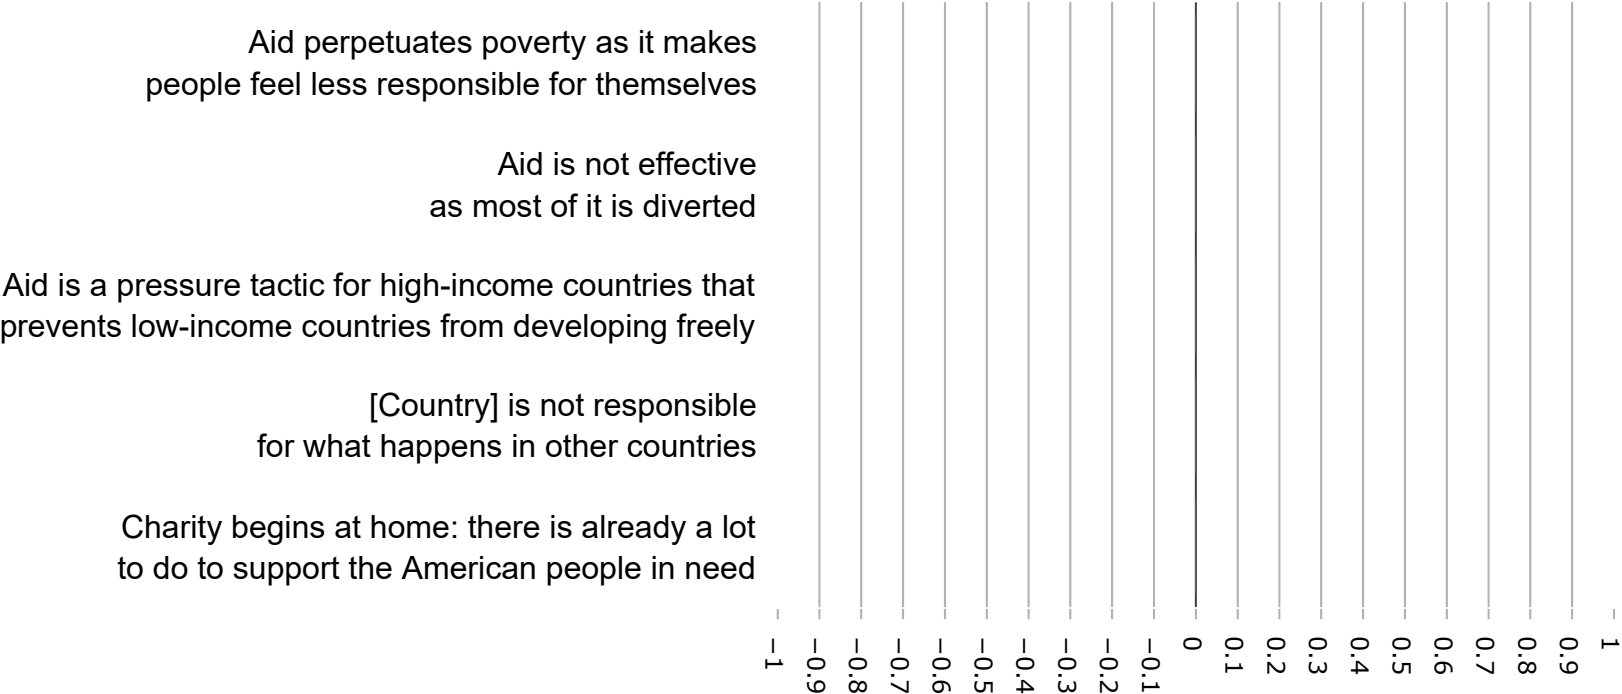 Aid perpetuates poverty as it makes
people feel less responsible for themselves
Aid is not effective
as most of it is diverted
Aid is a pressure tactic for high-income countries that
prevents low-income countries from developing freely
[Country] is not responsible
for what happens in other countries
Charity begins at home: there is already a lot
to do to support the American people in need
−1
−0.9
−0.8
−0.7
−0.6
−0.5
−0.4
−0.3
−0.2
−0.1
0
0.1
0.2
0.3
0.4
0.5
0.6
0.7
0.8
0.9
1